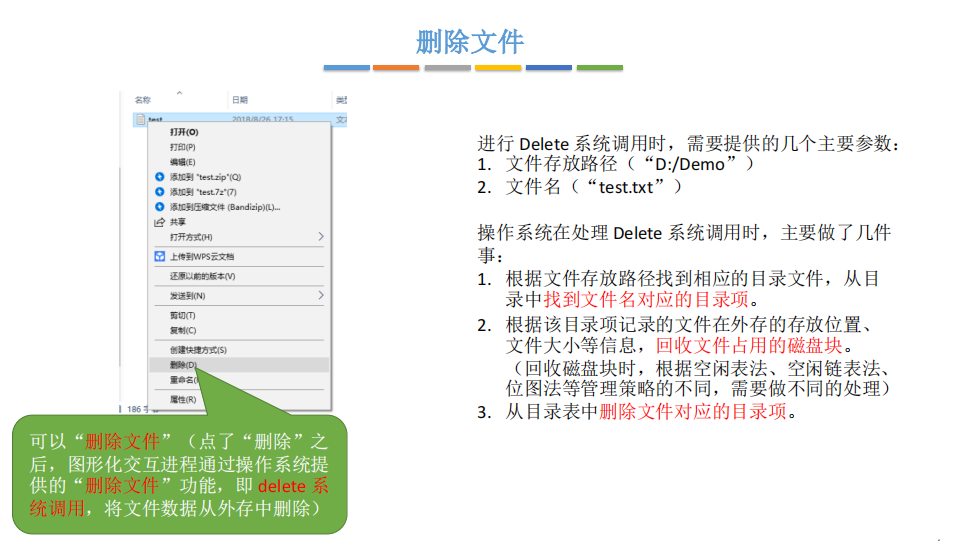 删除文件
名称
日期
类型
test
2018/8/26 17:15
文本
打开(O)
打印(P)
编辑(E)
添加到 "test.zip"(Q)
添加到 "test.7z"(7)
添加到压缩文件 (Bandizip)(L)...
共享
打开方式(H)
上传到WPS云文档
还原以前的版本(V)
发送到(N)
剪切(T)
复制(C)
创建快捷方式(S)
删除(D)
重命名(
属性(R)
186 字
可以“删除文件”（点了“删除”之
后，图形化交互进程通过操作系统提
供的“删除文件”功能，即 delete 系
统调用，将文件数据从外存中删除）
进行 Delete 系统调用时，需要提供的几个主要参数：
1. 文件存放路径（“D:/Demo”）
2. 文件名（“test.txt”）
操作系统在处理 Delete 系统调用时，主要做了几件
事：
1. 根据文件存放路径找到相应的目录文件，从目
录中找到文件名对应的目录项。
2. 根据该目录项记录的文件在外存的存放位置、
文件大小等信息，回收文件占用的磁盘块。
（回收磁盘块时，根据空闲表法、空闲链表法、
位图法等管理策略的不同，需要做不同的处理）
3. 从目录表中删除文件对应的目录项。